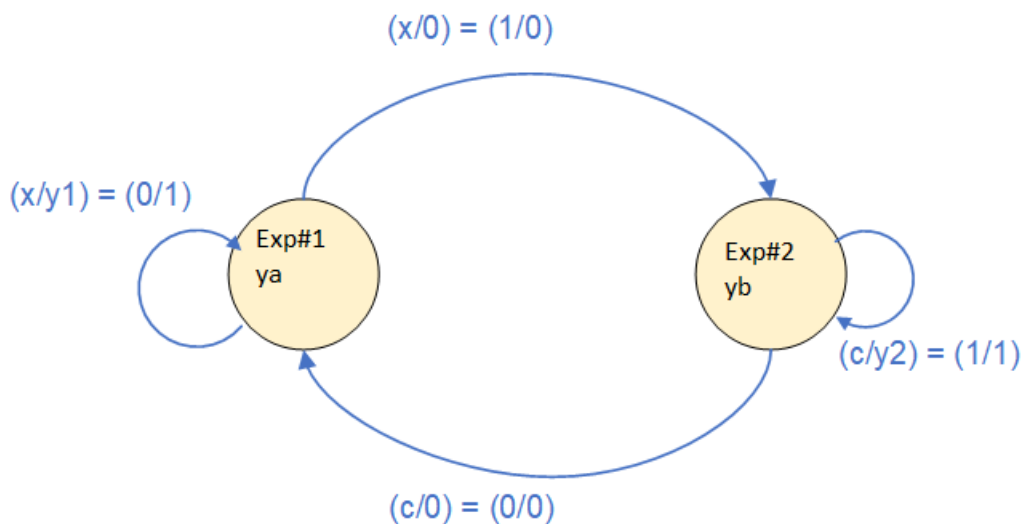 (x/0) = (1/0)
(x/y1) = (0/1)
Exp#1
ya
Exp#2
yb
(c/y2) = (1/1)
(c/0) = (0/0)